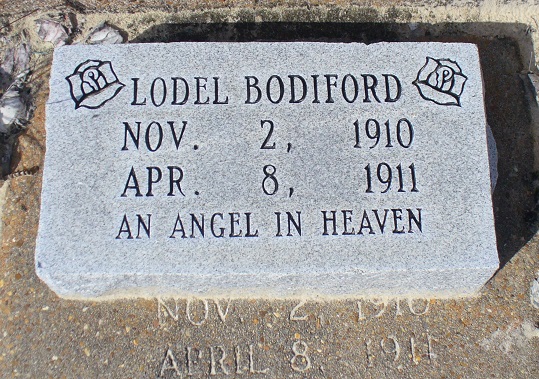 LODEL BODIFORD
NOV. 2, 1910
APR. 8, 1911
AN ANGEL IN HEAVEN
NOV. 2 1910
APRIL 8 1911